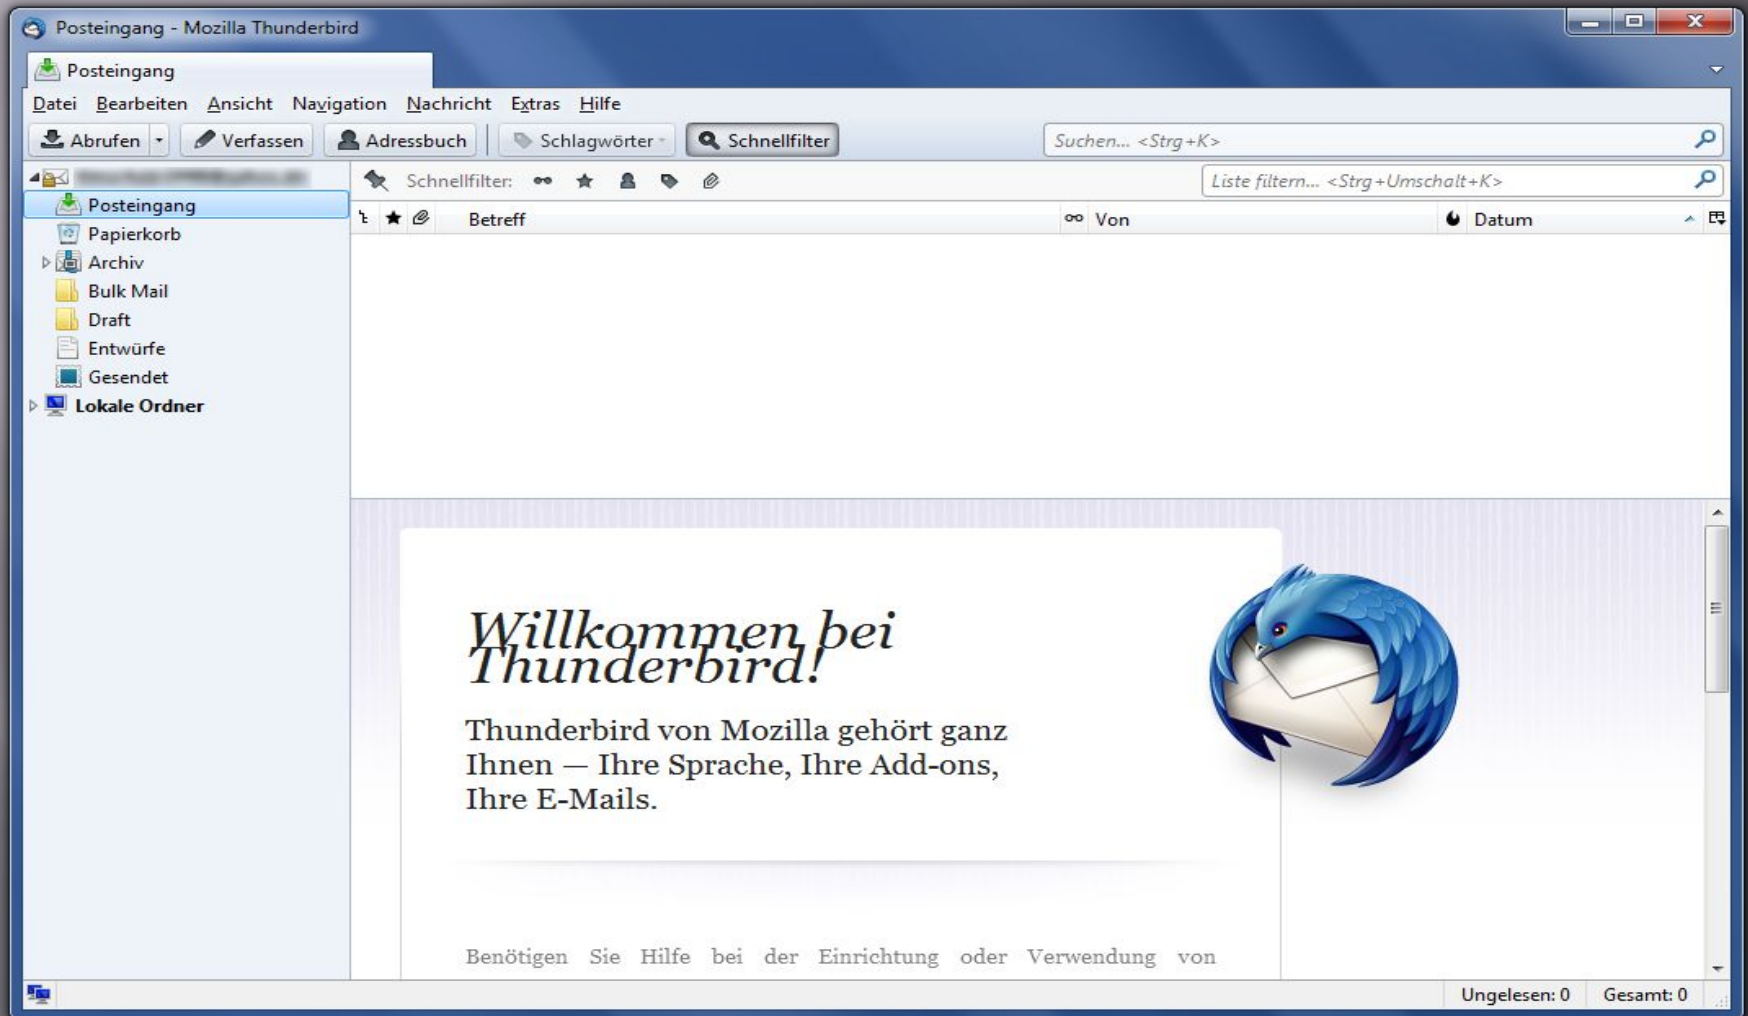 Posteingang - Mozilla Thunderbird
Posteingang
Datei Bearbeiten Ansicht Navigation Nachricht Extras Hilfe
Abrufen Verfassen Adressbuch Schlagwörter Schnellfilter Suchen... <Strg+K>
Schnellfilter: Liste filtern... <Strg+Umschalt+K>
Betreff Von Datum
Posteingang
Papierkorb
Archiv
Bulk Mail
Draft
Entwürfe
Gesendet
Lokale Ordner
Willkommen bei
Thunderbird!
Thunderbird von Mozilla gehört ganz
Ihnen — Ihre Sprache, Ihre Add-ons,
Ihre E-Mails.
Benötigen Sie Hilfe bei der Einrichtung oder Verwendung von
Ungelesen: 0 Gesamt: 0